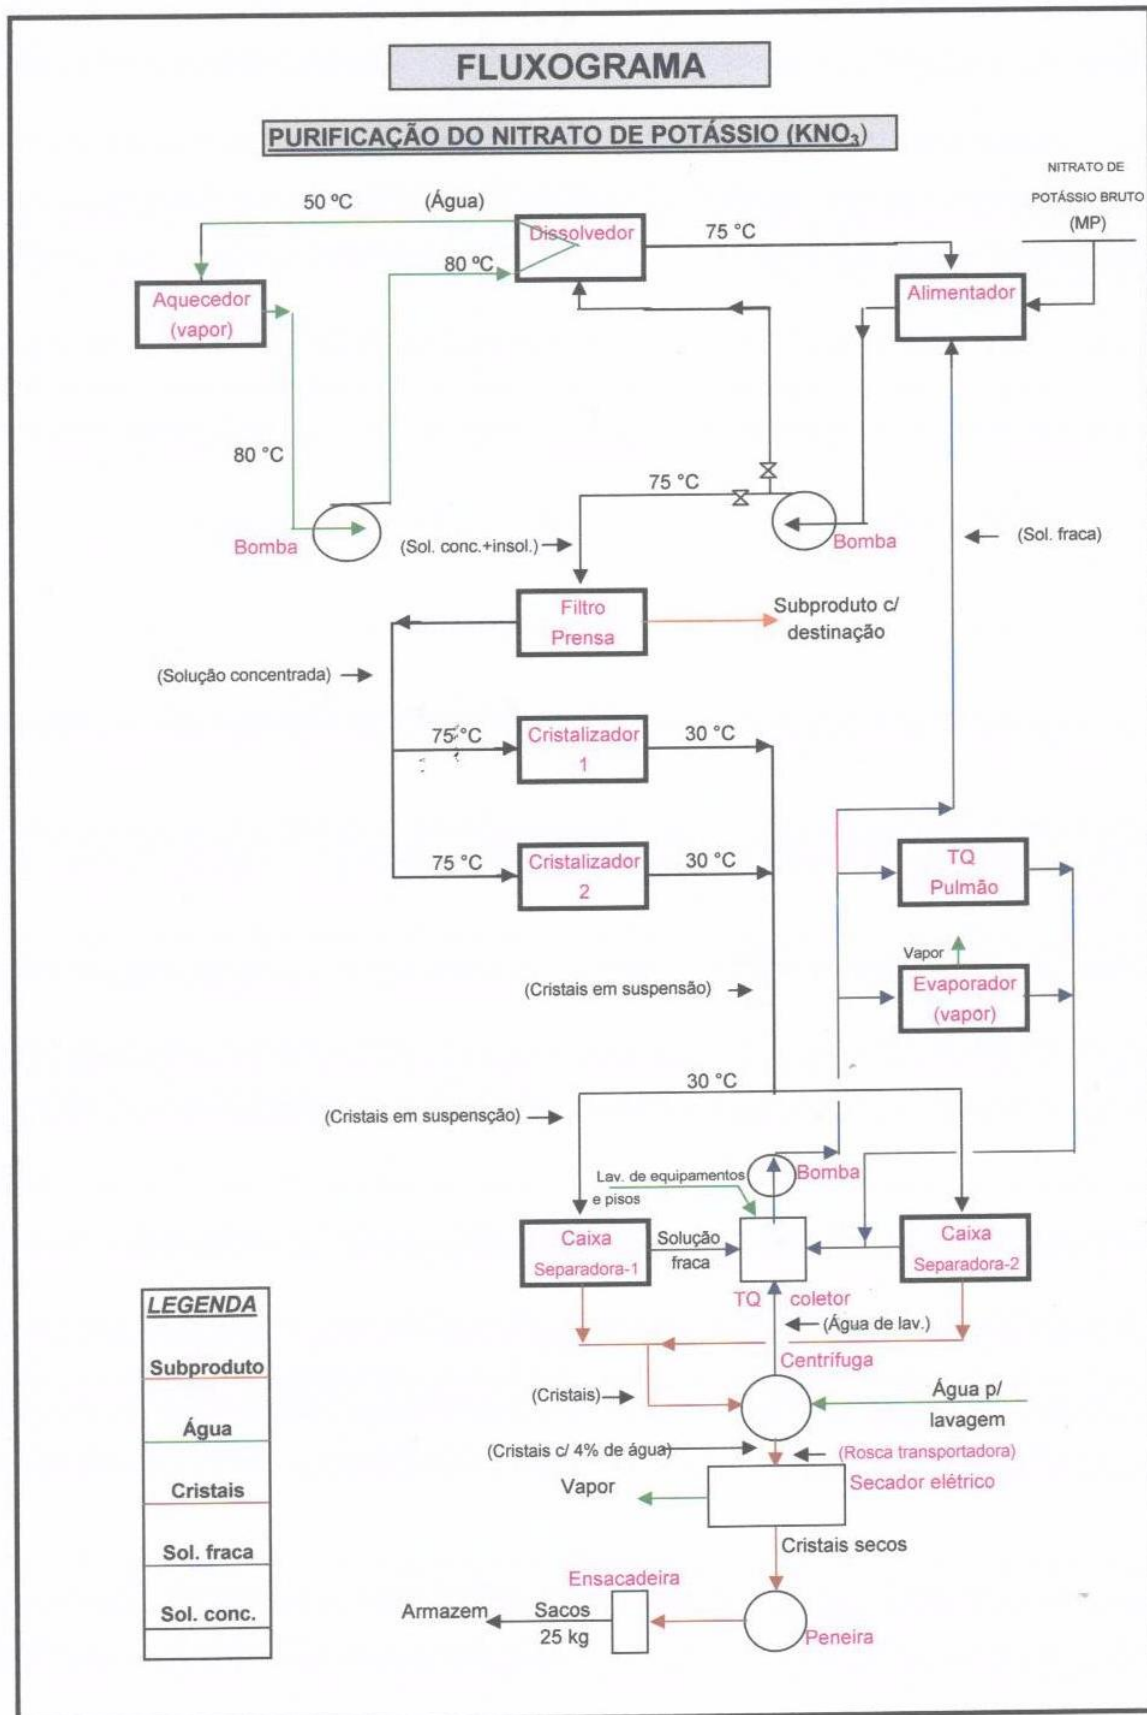 FLUXOGRAMA
PURIFICAÇÃO DO NITRATO DE POTÁSSIO (KNO₃)
NITRATO DE
POTÁSSIO BRUTO
(MP)
50 ºC
(Água)
Dissolvedor
75 °C
80 ºC
Aquecedor
(vapor)
Alimentador
80 °C
75 °C
Bomba
Bomba
(Sol. conc.+insol.)
(Sol. fraca)
Filtro
Prensa
Subproduto c/
destinação
(Solução concentrada)
75 °C
Cristalizador
1
30 °C
75 °C
Cristalizador
2
30 °C
TQ
Pulmão
Vapor
Evaporador
(vapor)
(Cristais em suspensão)
30 °C
(Cristais em suspensção)
Bomba
Lav. de equipamentos
e pisos
Caixa
Separadora-1
Solução
fraca
Caixa
Separadora-2
TQ coletor
(Água de lav.)
Centrífuga
(Cristais)
Água p/
lavagem
(Cristais c/ 4% de água)
(Rosca transportadora)
Vapor
Secador elétrico
Cristais secos
Ensacadeira
Armazem
Sacos
25 kg
Peneira
LEGENDA
Subproduto
Água
Cristais
Sol. fraca
Sol. conc.